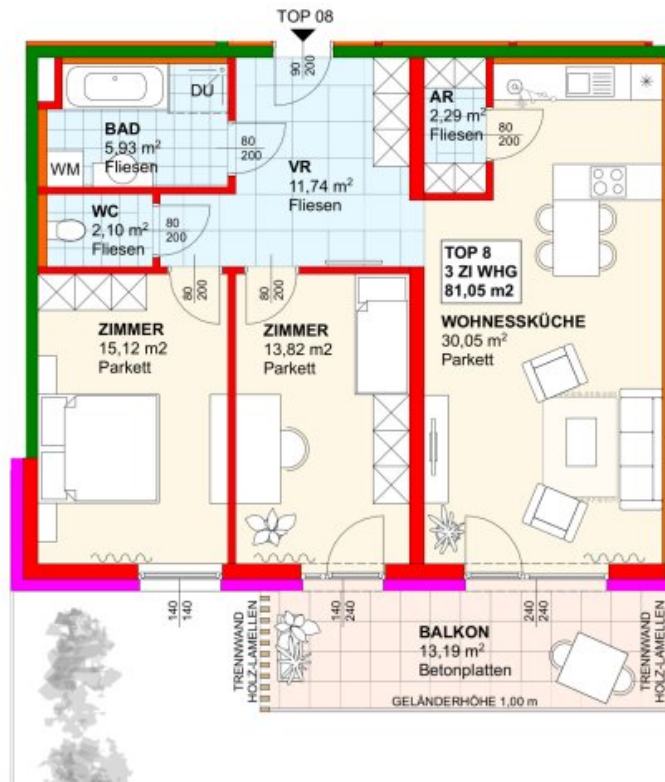 TOP 08
90
200
DU
BAD
5,93 m²
Fliesen
WM
80
200
VR
11,74 m²
Fliesen
AR
2,29 m²
Fliesen
80
200
WC
2,10 m²
Fliesen
80
200
TOP 8
3 ZI WHG
81,05 m2
80
200
80
200
ZIMMER
15,12 m2
Parkett
ZIMMER
13,82 m2
Parkett
WOHNESSKÜCHE
30,05 m²
Parkett
140
140
140
240
240
240
TRENNWAND
HOLZ-LAMELLEN
BALKON
13,19 m²
Betonplatten
TRENNWAND
HOLZ-LAMELLEN
GELÄNDERHÖHE 1,00 m